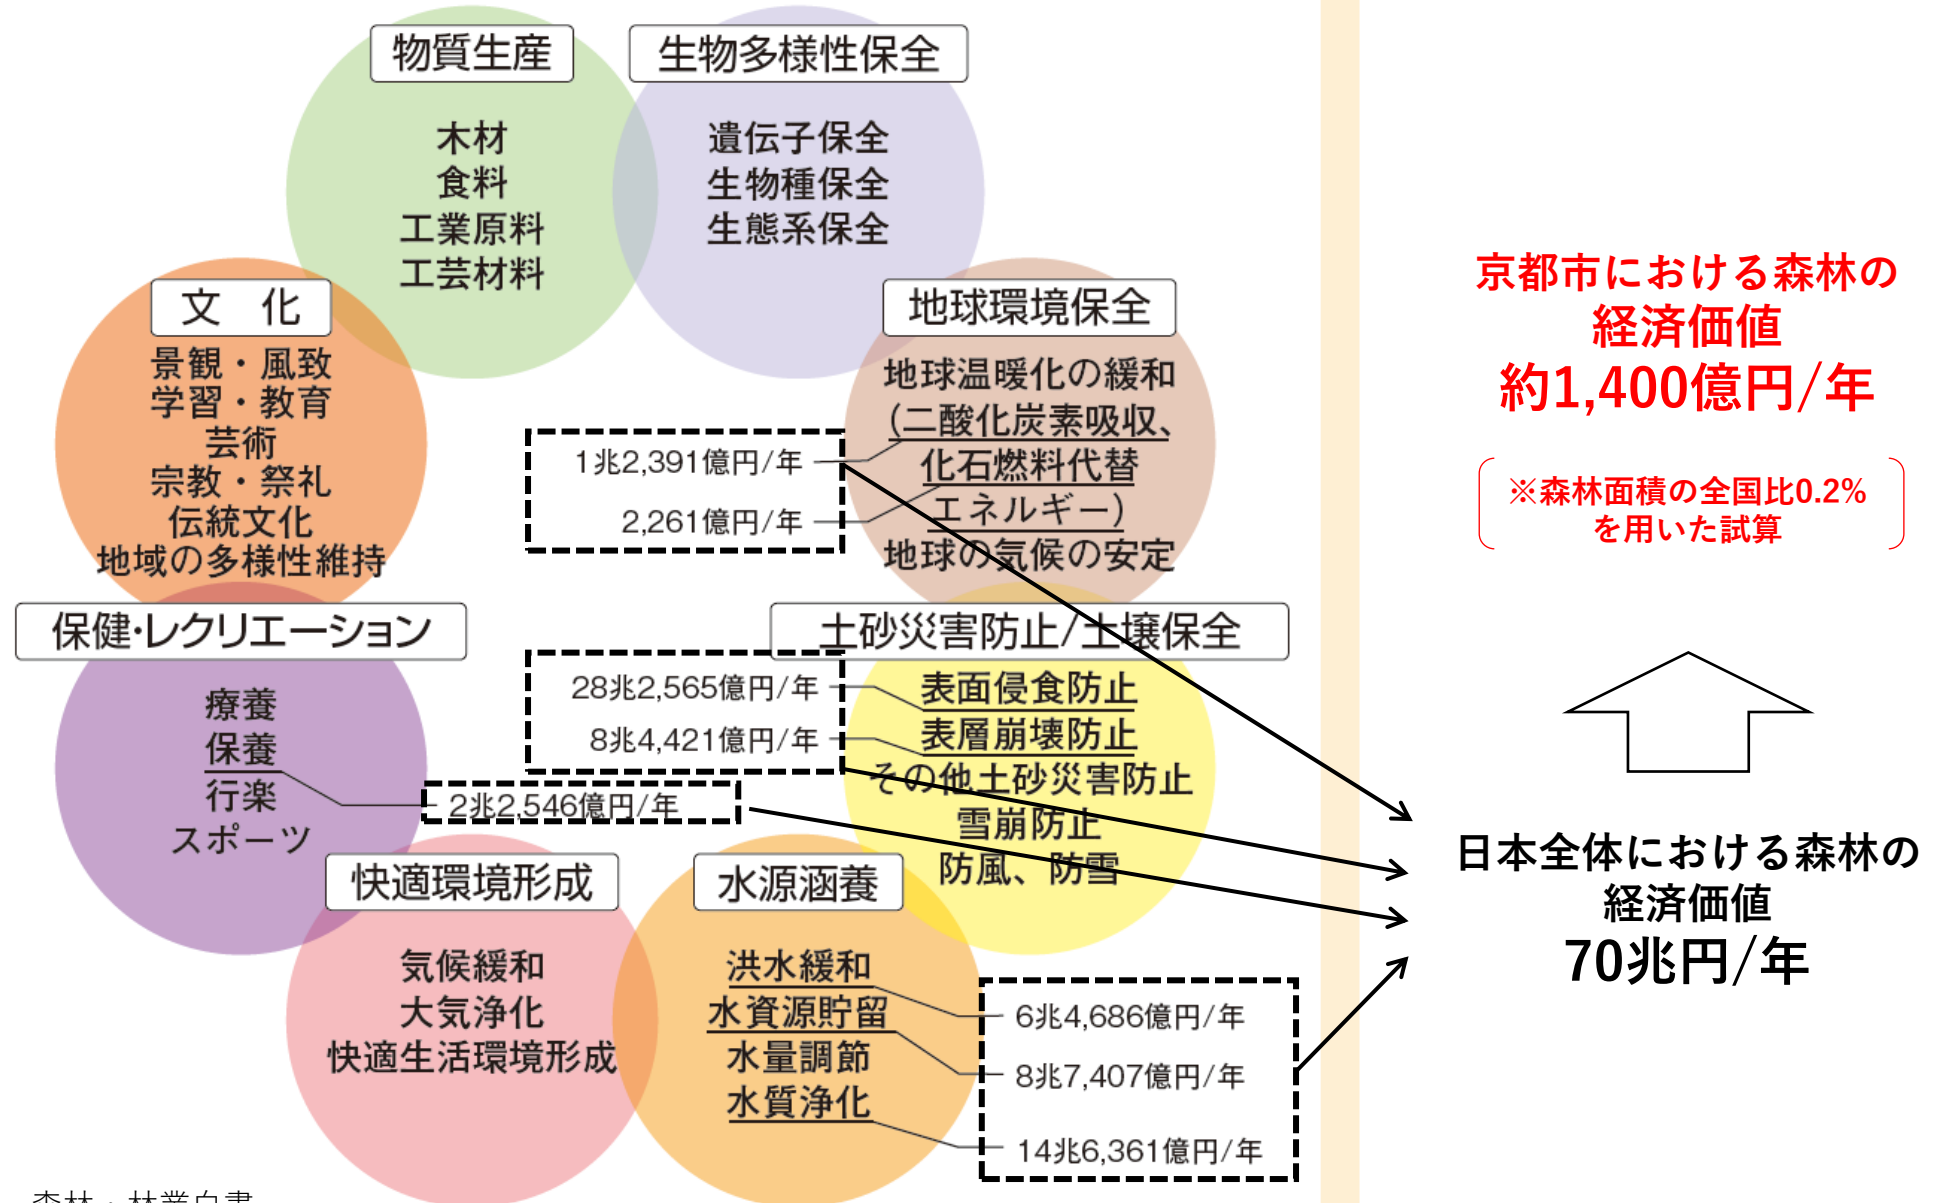 物質生産
木材
食料
工業原料
工芸材料
生物多様性保全
遺伝子保全
生物種保全
生態系保全
文　化
景観・風致
学習・教育
芸術
宗教・祭礼
伝統文化
地域の多様性維持
地球環境保全
地球温暖化の緩和
(二酸化炭素吸収、
化石燃料代替
エネルギー)
地球の気候の安定
1兆2,391億円/年
2,261億円/年
保健・レクリエーション
療養
保養
行楽
スポーツ
2兆2,546億円/年
土砂災害防止/土壌保全
表面侵食防止
表層崩壊防止
その他土砂災害防止
雪崩防止
防風、防雪
28兆2,565億円/年
8兆4,421億円/年
快適環境形成
気候緩和
大気浄化
快適生活環境形成
水源涵養
洪水緩和
水資源貯留
水量調節
水質浄化
6兆4,686億円/年
8兆7,407億円/年
14兆6,361億円/年
京都市における森林の
経済価値
約1,400億円/年
※森林面積の全国比0.2%
を用いた試算
日本全体における森林の
経済価値
70兆円/年
森林・林業白書